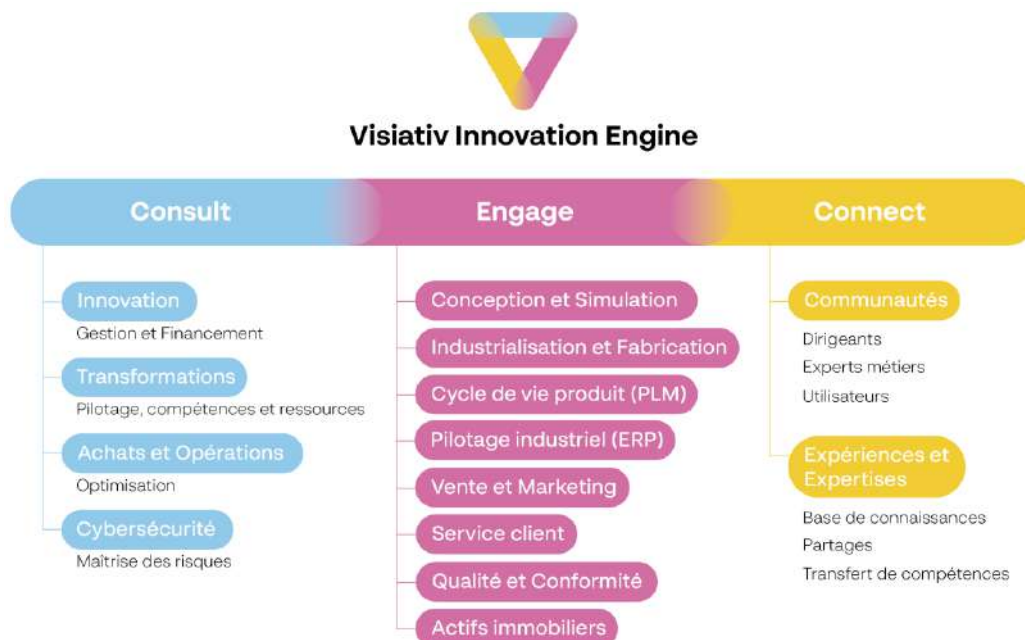 Visiativ Innovation Engine
Consult
Innovation
Gestion et Financement
Transformations
Pilotage, compétences et ressources
Achats et Opérations
Optimisation
Cybersécurité
Maîtrise des risques
Engage
Conception et Simulation
Industrialisation et Fabrication
Cycle de vie produit (PLM)
Pilotage industriel (ERP)
Vente et Marketing
Service client
Qualité et Conformité
Actifs immobiliers
Connect
Communautés
Dirigeants
Experts métiers
Utilisateurs
Expériences et
Expertises
Base de connaissances
Partages
Transfert de compétences